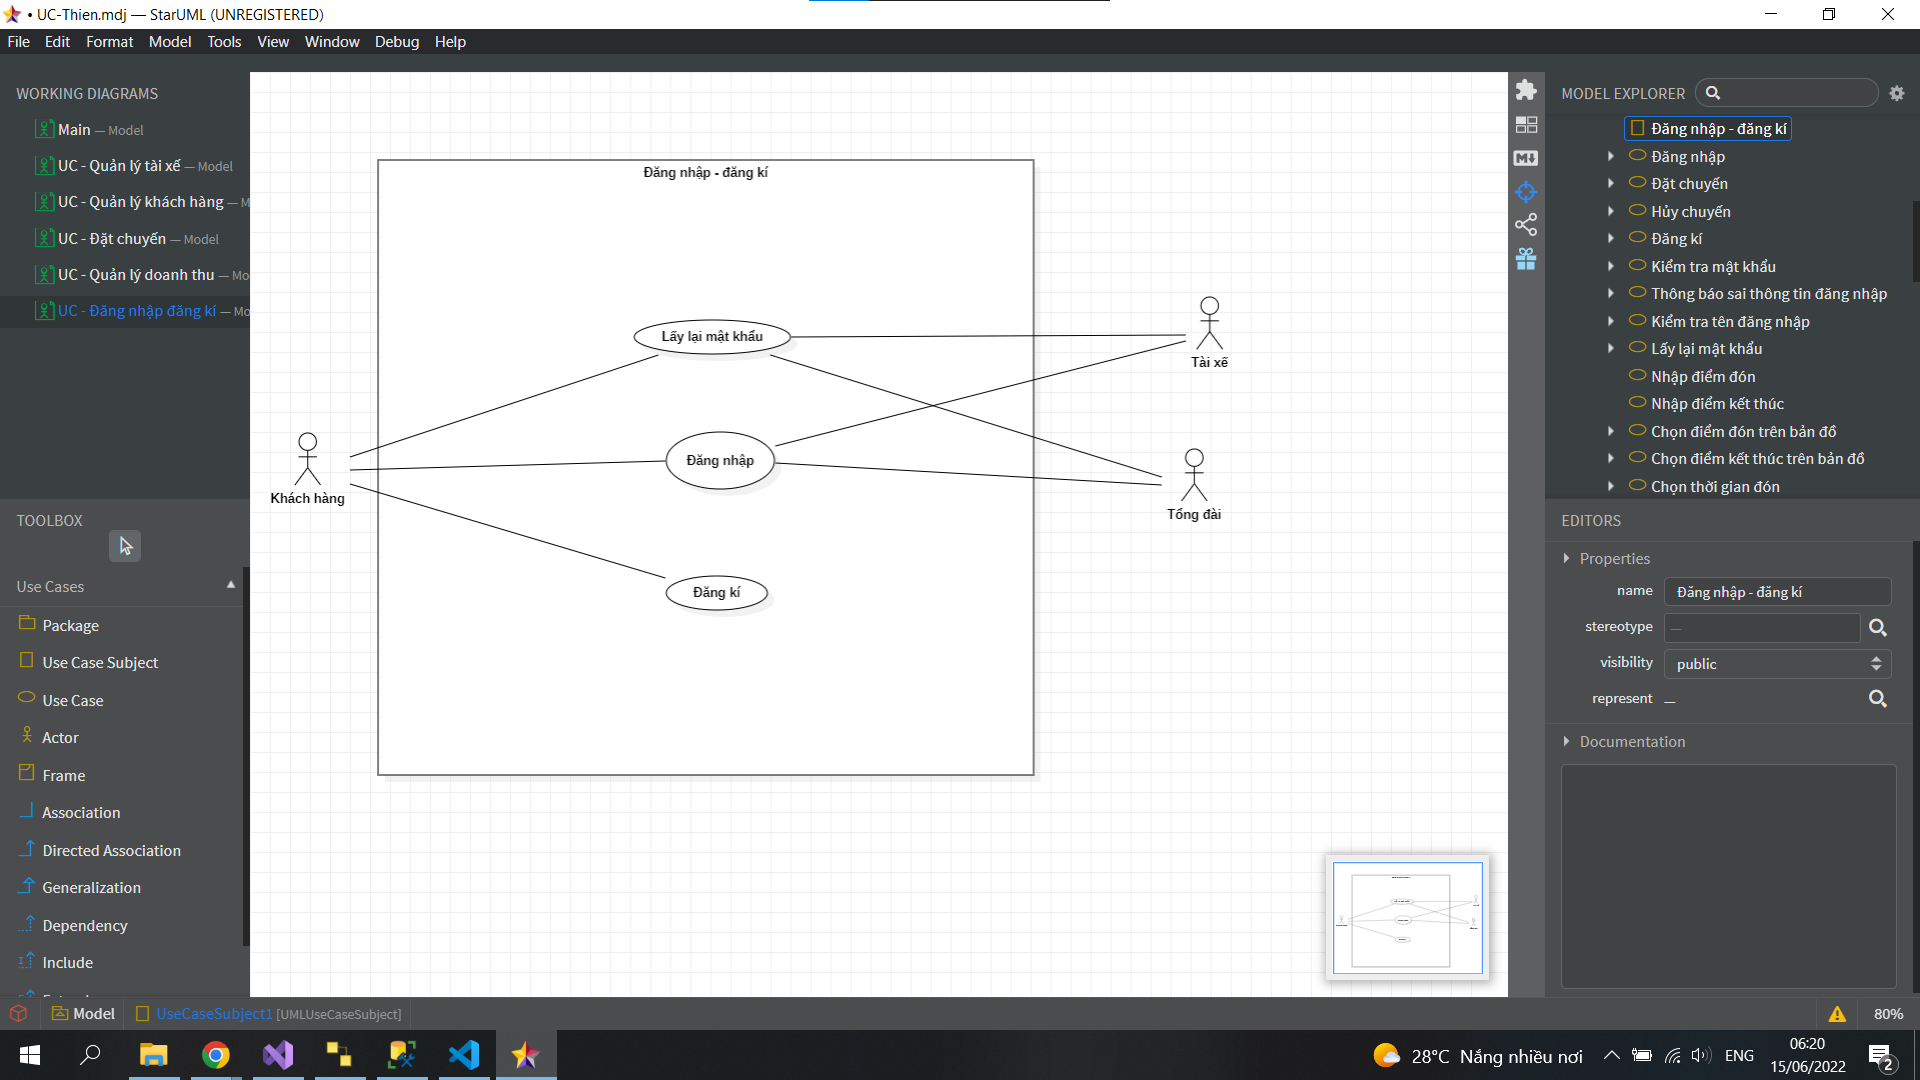 • UC-Thien.mdj — StarUML (UNREGISTERED)
File Edit Format Model Tools View Window Debug Help
WORKING DIAGRAMS
Main — Model
UC - Quản lý tài xế — Model
UC - Quản lý khách hàng — M
UC - Đặt chuyến — Model
UC - Quản lý doanh thu — Mo
UC - Đăng nhập đăng kí — Mo
TOOLBOX
Use Cases
Package
Use Case Subject
Use Case
Actor
Frame
Association
Directed Association
Generalization
Dependency
Include
Đăng nhập - đăng kí
Lấy lại mật khẩu
Tài xế
Đăng nhập
Khách hàng
Tổng đài
Đăng kí
MODEL EXPLORER
Đăng nhập - đăng kí
Đăng nhập
Đặt chuyến
Hủy chuyến
Đăng kí
Kiểm tra mật khẩu
Thông báo sai thông tin đăng nhập
Kiểm tra tên đăng nhập
Lấy lại mật khẩu
Nhập điểm đón
Nhập điểm kết thúc
Chọn điểm đón trên bản đồ
Chọn điểm kết thúc trên bản đồ
Chọn thời gian đón
EDITORS
Properties
name Đăng nhập - đăng kí
stereotype —
visibility public
represent —
Documentation
Model UseCaseSubject1 [UMLUseCaseSubject]
80%
28°C Nắng nhiều nơi
ENG
06:20
15/06/2022
2